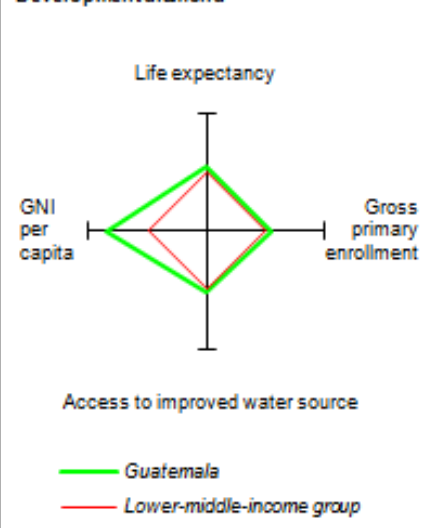 Life expectancy
GNI
per
capita
Gross
primary
enrollment
Access to improved water source
Guatemala
Lower-middle-income group